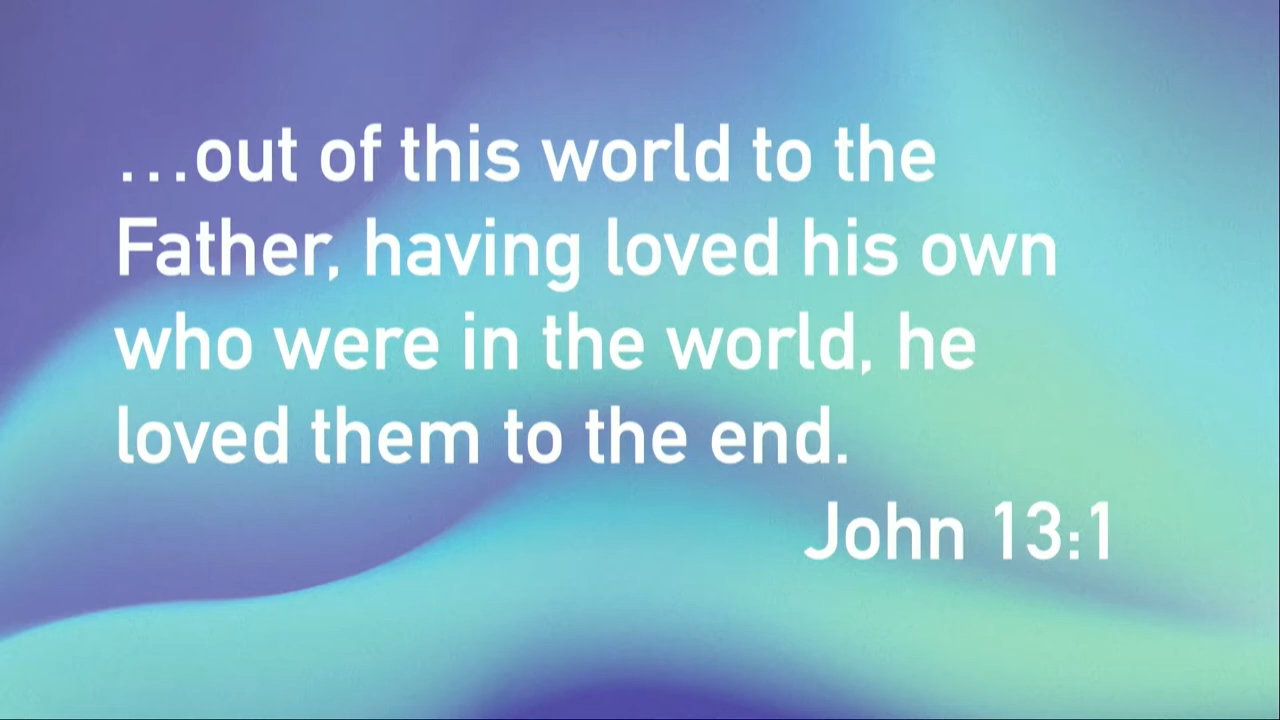 …out of this world to the
Father, having loved his own
who were in the world, he
loved them to the end.
John 13:1